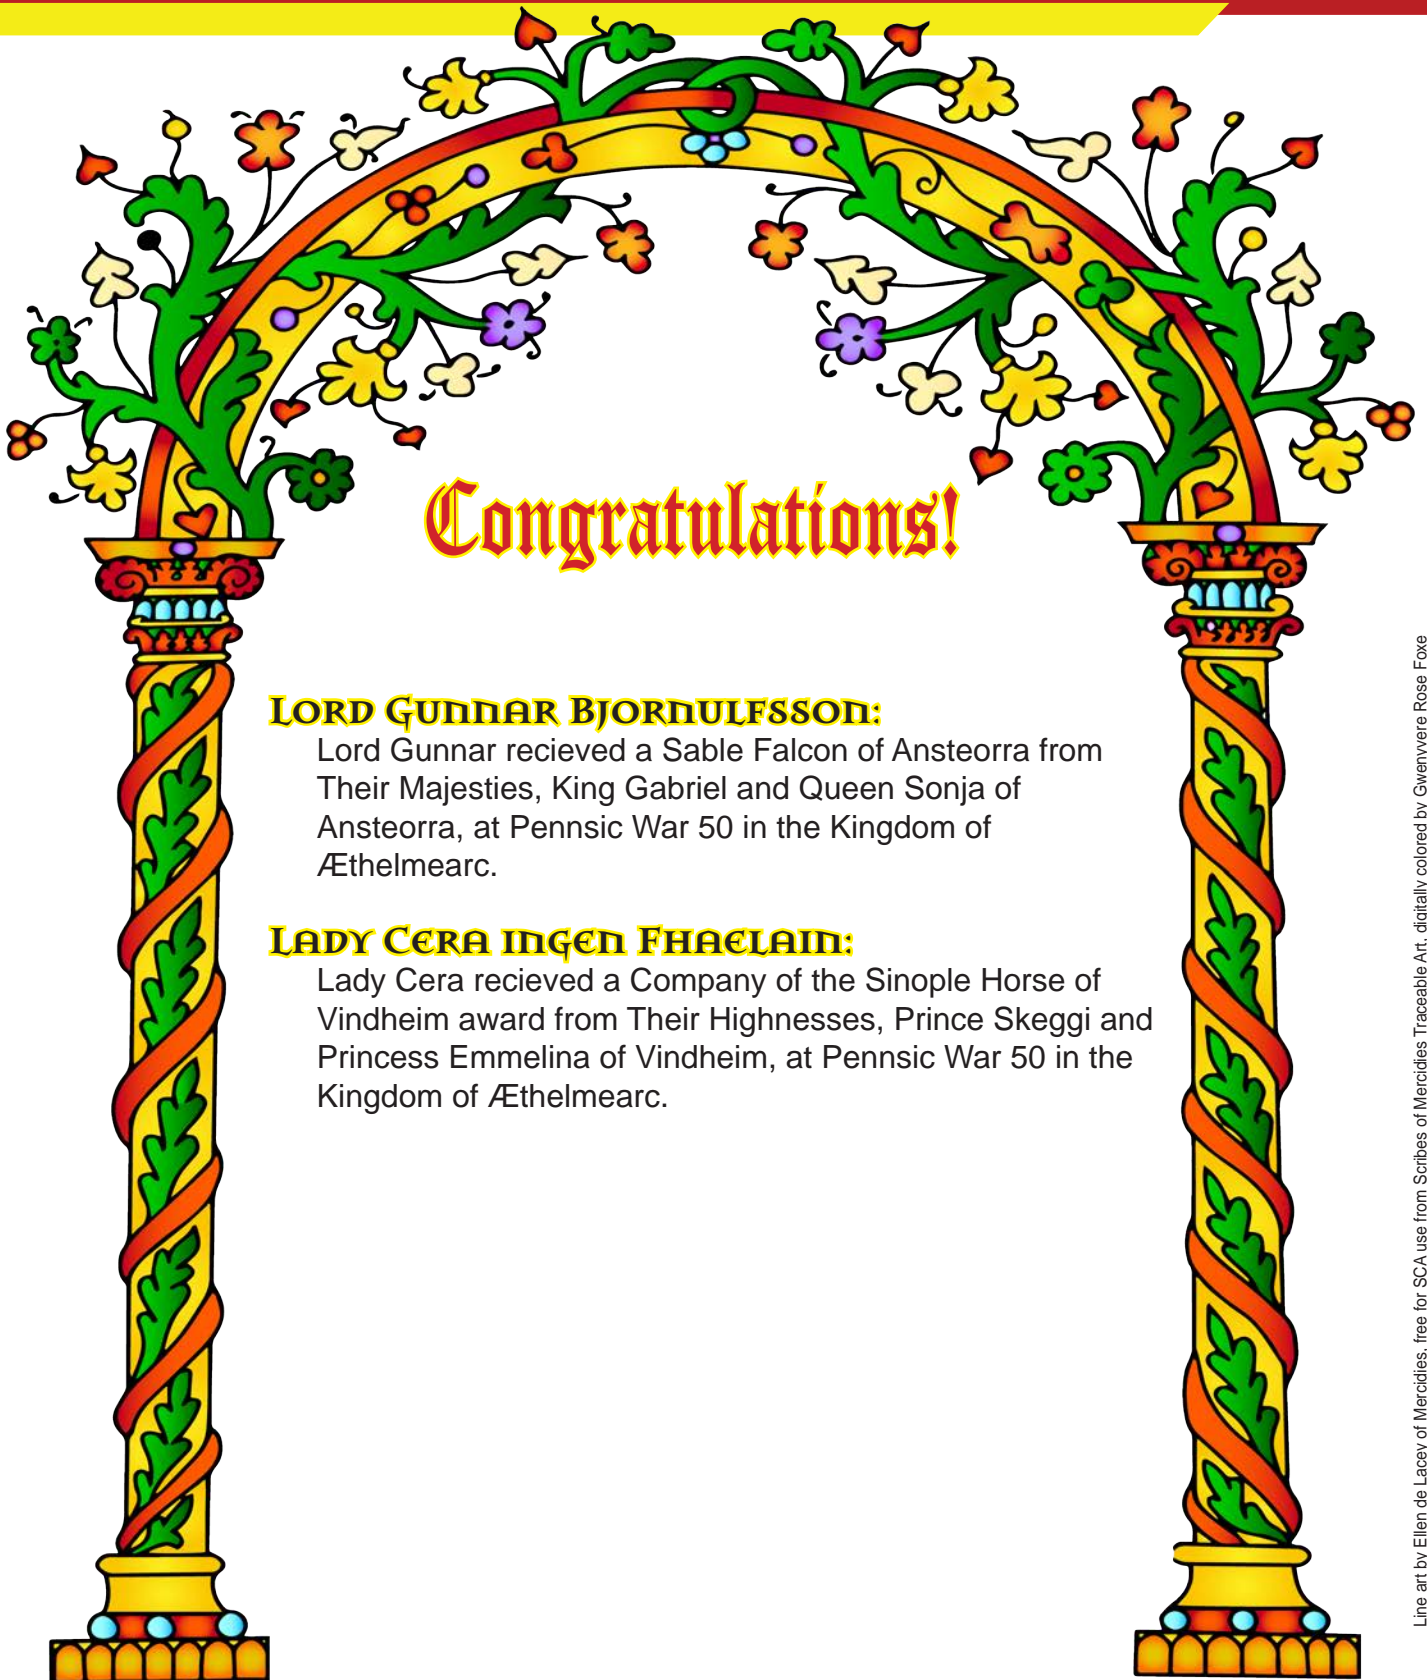 Congratulations!
Lord Gunnar Bjornulfsson:
Lord Gunnar recieved a Sable Falcon of Ansteorra from
Their Majesties, King Gabriel and Queen Sonja of
Ansteorra, at Pennsic War 50 in the Kingdom of
Æthelmearc.
Lady Cera ingen Fhaelain:
Lady Cera recieved a Company of the Sinople Horse of
Vindheim award from Their Highnesses, Prince Skeggi and
Princess Emmelina of Vindheim, at Pennsic War 50 in the
Kingdom of Æthelmearc.
Line art by Ellen de Lacey of Mercidies, free for SCA use from Scribes of Mercidies Traceable Art, digitally colored by Gwenvvere Rose Foxe